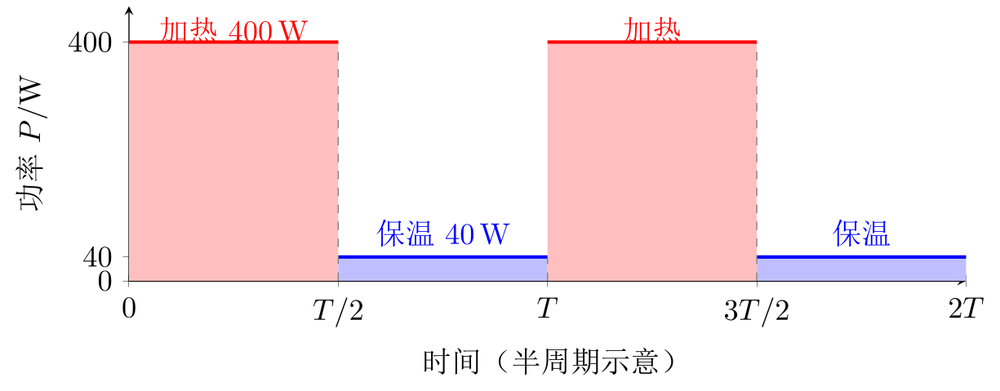 加热 400 W
加热
400
功率 P/W
保温 40 W
保温
40
0
0
T/2
T
3T/2
2T
时间（半周期示意）